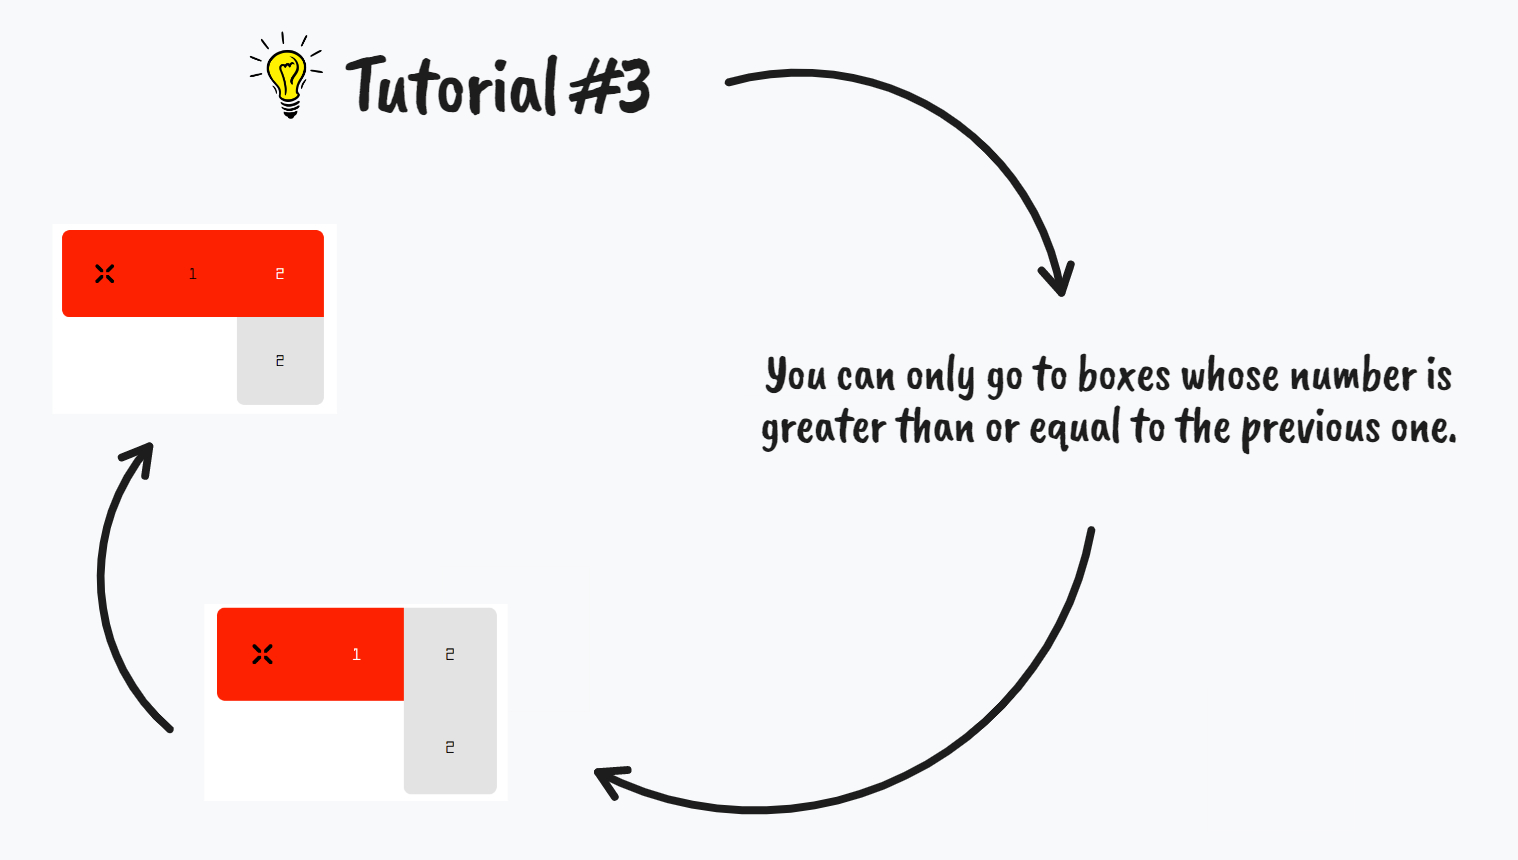 Tutorial #3
You can only go to boxes whose number is
greater than or equal to the previous one.
1 2
2
1 2
2